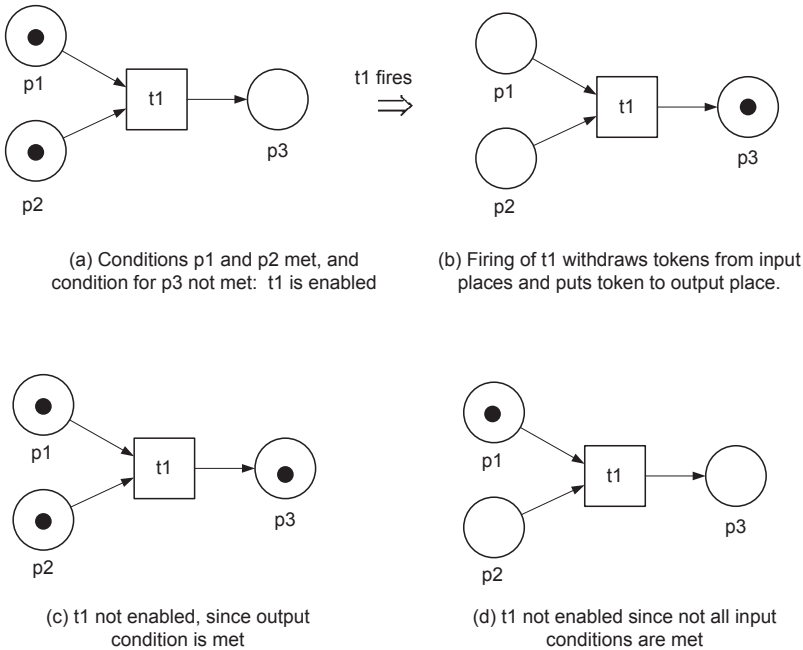 p1
t1
p3
p2
t1 fires
p1
t1
p3
p2
(a) Conditions p1 and p2 met, and
condition for p3 not met: t1 is enabled
(b) Firing of t1 withdraws tokens from input
places and puts token to output place.
p1
t1
p3
p2
p1
t1
p3
p2
(c) t1 not enabled, since output
condition is met
(d) t1 not enabled since not all input
conditions are met